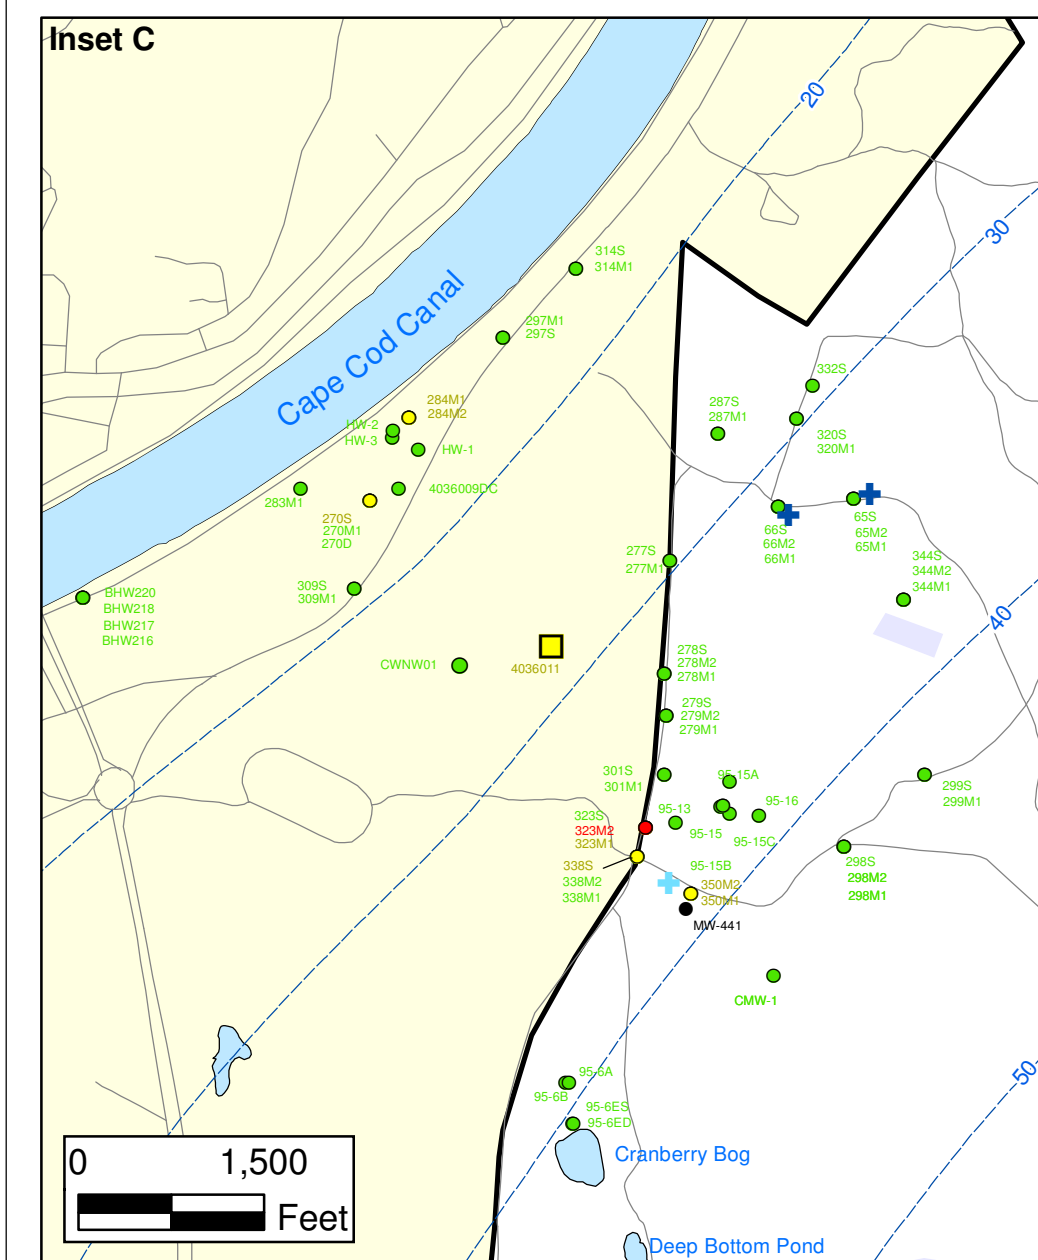 Inset C
20
30
314S
314M1
297M1
297S
Cape Cod Canal
332S
284M1
284M2
287S
287M1
HW-2
HW-3
HW-1
320S
320M1
283M1
4036009DC
270S
270M1
270D
65S
65M2
65M1
66S
66M2
66M1
277S
277M1
344S
344M2
344M1
309S
309M1
BHW220
BHW218
BHW217
BHW216
40
278S
278M2
278M1
CWNW01
4036011
279S
279M2
279M1
301S
301M1
95-15A
299S
299M1
95-13
95-16
323S
323M2
323M1
95-15
95-15C
338S
338M2
338M1
95-15B
298S
298M2
298M1
350M2
350M1
MW-441
CMW-1
50
95-6A
95-6B
95-6ES
95-6ED
Cranberry Bog
0 1,500
Feet
Deep Bottom Pond